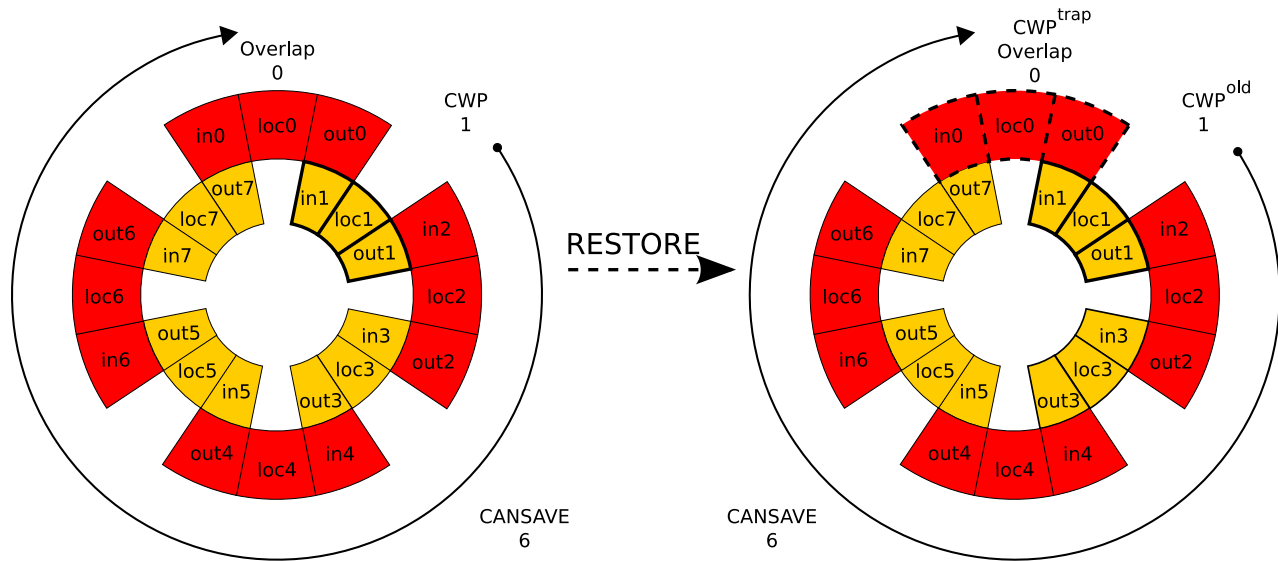 Overlap
0
CWP
1
in0
loc0
out0
out7
in1
loc7
loc1
in7
out1
out6
in2
loc6
loc2
in6
out2
out5
in3
loc5
loc3
in5
out3
out4
loc4
in4
CANSAVE
6
RESTORE
CWP^trap
Overlap
0
CWP^old
1
in0
loc0
out0
out7
in1
loc7
loc1
in7
out1
out6
in2
loc6
loc2
in6
out2
out5
in3
loc5
loc3
in5
out3
out4
loc4
in4
CANSAVE
6